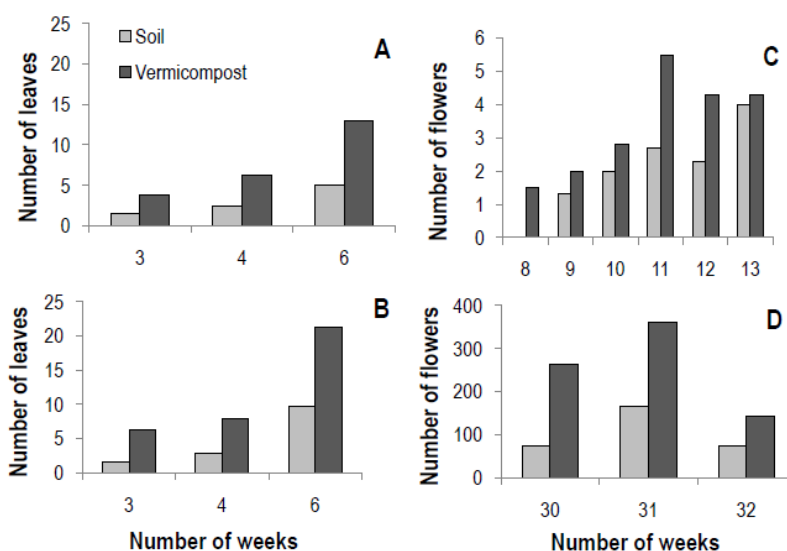 A
Soil
Vermicompost
Number of leaves
25
20
15
10
5
0
3 4 6
B
Number of leaves
25
20
15
10
5
0
3 4 6
Number of weeks
C
Number of flowers
6
5
4
3
2
1
0
8 9 10 11 12 13
D
Number of flowers
400
300
200
100
0
30 31 32
Number of weeks